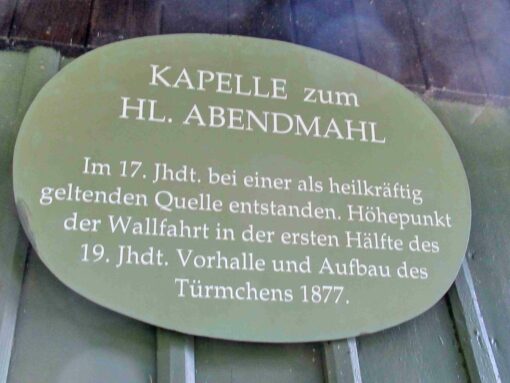 KAPELLE zum
HL. ABENDMAHL
Im 17. Jhdt. bei einer als heilkräftig
geltenden Quelle entstanden. Höhepunkt
der Wallfahrt in der ersten Hälfte des
19. Jhdt. Vorhalle und Aufbau des
Türmchens 1877.